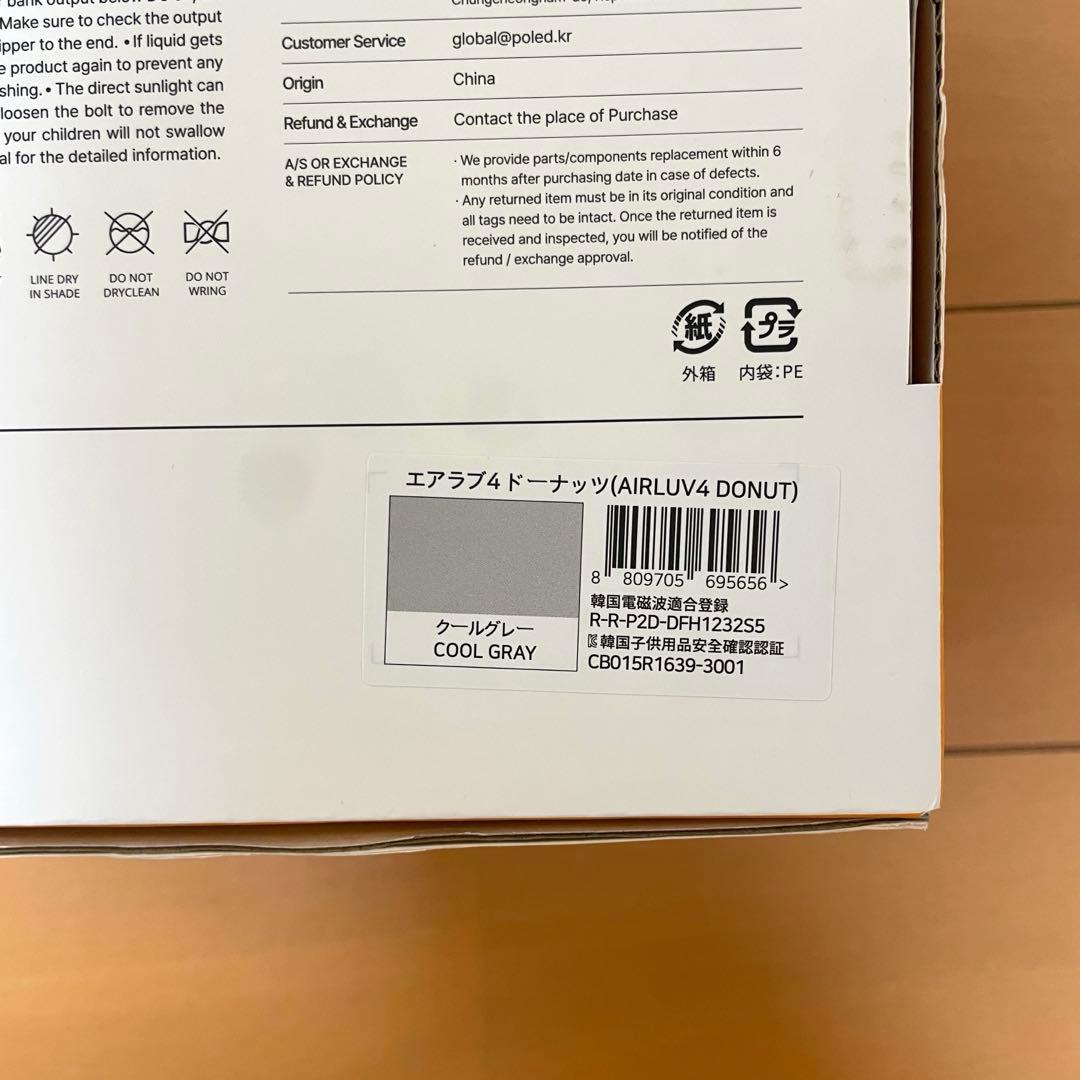 Make sure to check the output
ipper to the end. • If liquid gets
e product again to prevent any
shing. • The direct sunlight can
loosen the bolt to remove the
your children will not swallow
al for the detailed information.
LINE DRY
IN SHADE
DO NOT
DRYCLEAN
DO NOT
WRING
Customer Service global@poled.kr
Origin China
Refund & Exchange Contact the place of Purchase
A/S OR EXCHANGE
& REFUND POLICY
· We provide parts/components replacement within 6
months after purchasing date in case of defects.
· Any returned item must be in its original condition and
all tags need to be intact. Once the returned item is
received and inspected, you will be notified of the
refund / exchange approval.
紙 プラ
外箱 内袋:PE
エアラブ4 ドーナッツ(AIRLUV4 DONUT)
クールグレー
COOL GRAY
8 809705 695656 >
韓国電磁波適合登録
R-R-P2D-DFH1232S5
韓国子供用品安全確認認証
CB015R1639-3001